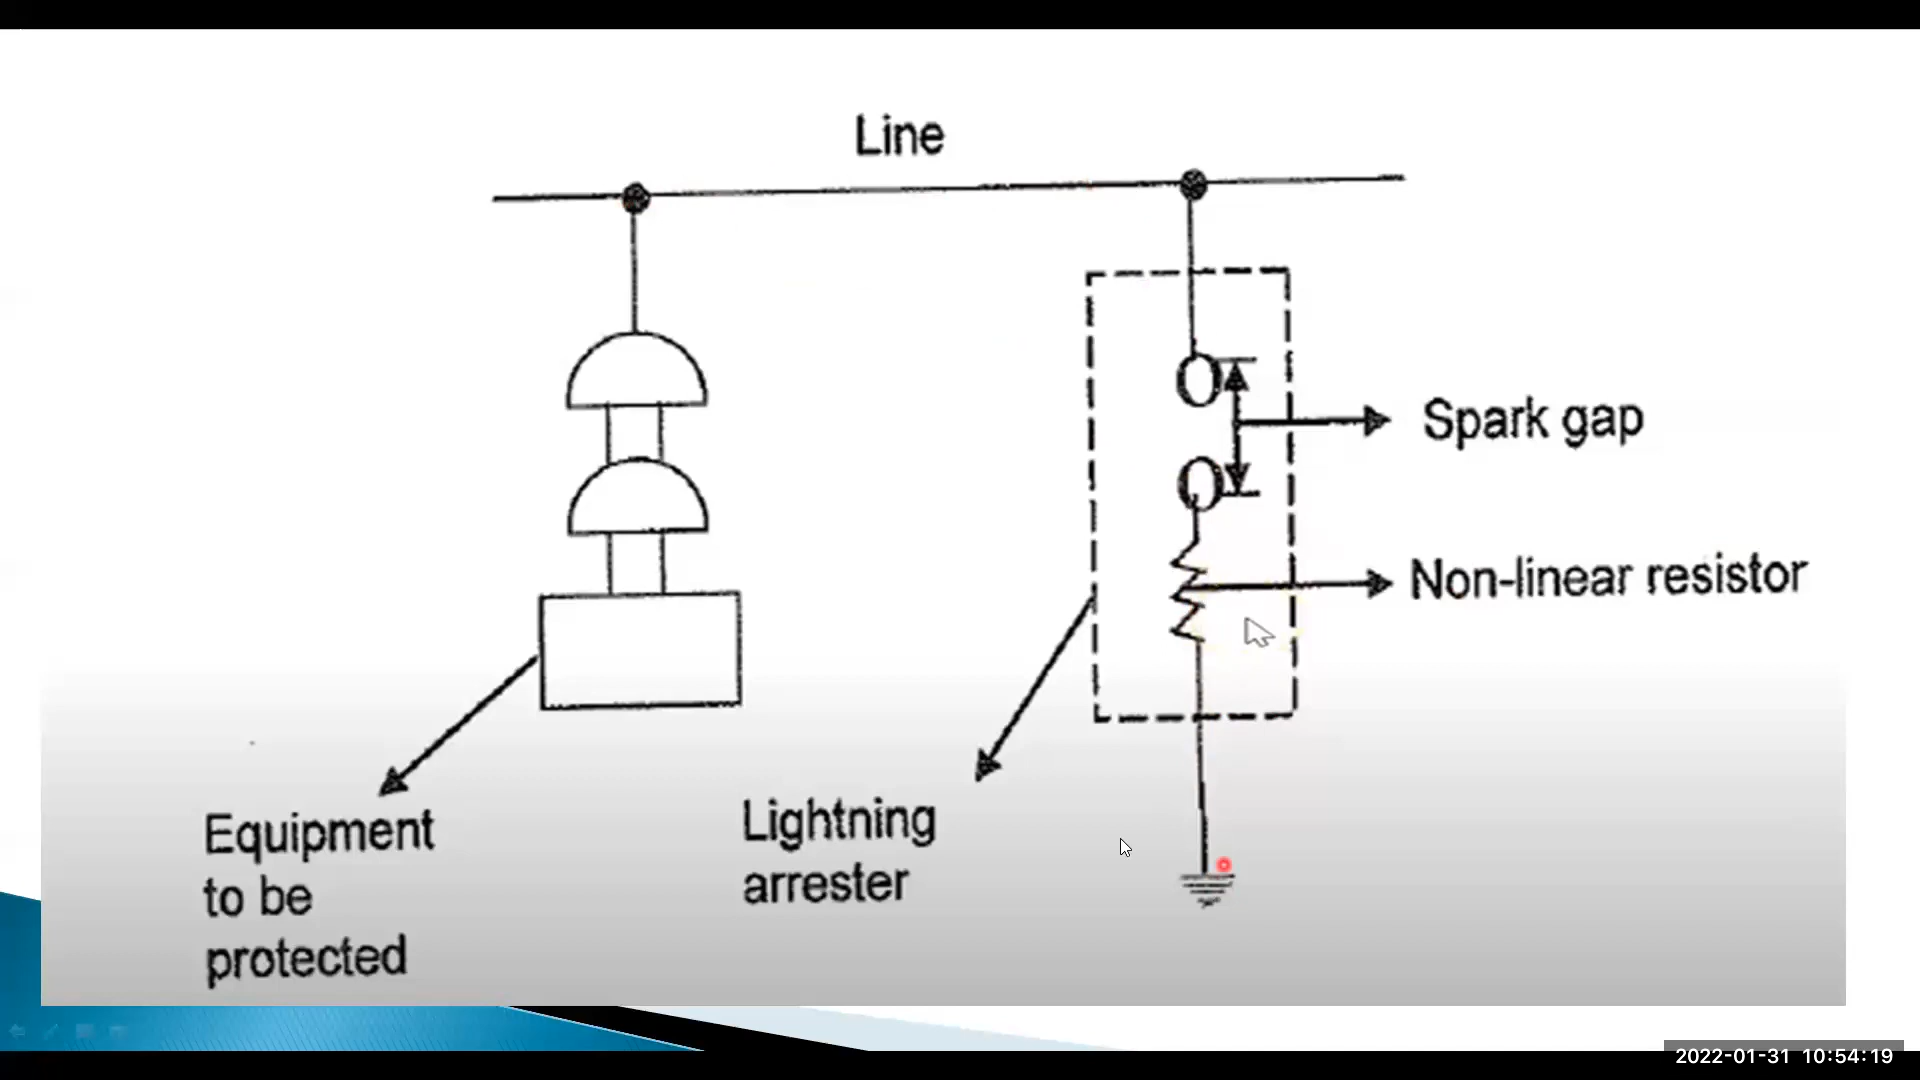 Line
Spark gap
Non-linear resistor
Equipment
to be
protected
Lightning
arrester
2022-01-31 10:54:19